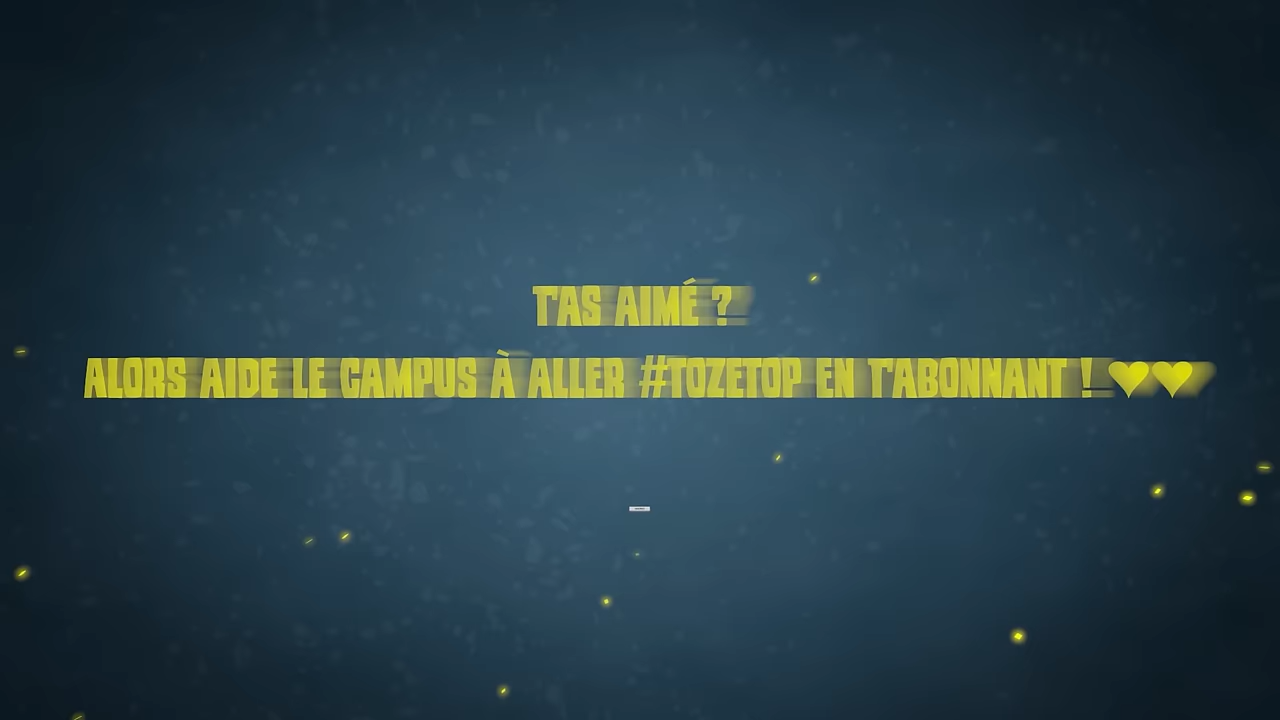 T'AS AIMÉ ?
ALORS AIDE LE CAMPUS À ALLER #TOZETOP EN T'ABONNANT ! ♥♥